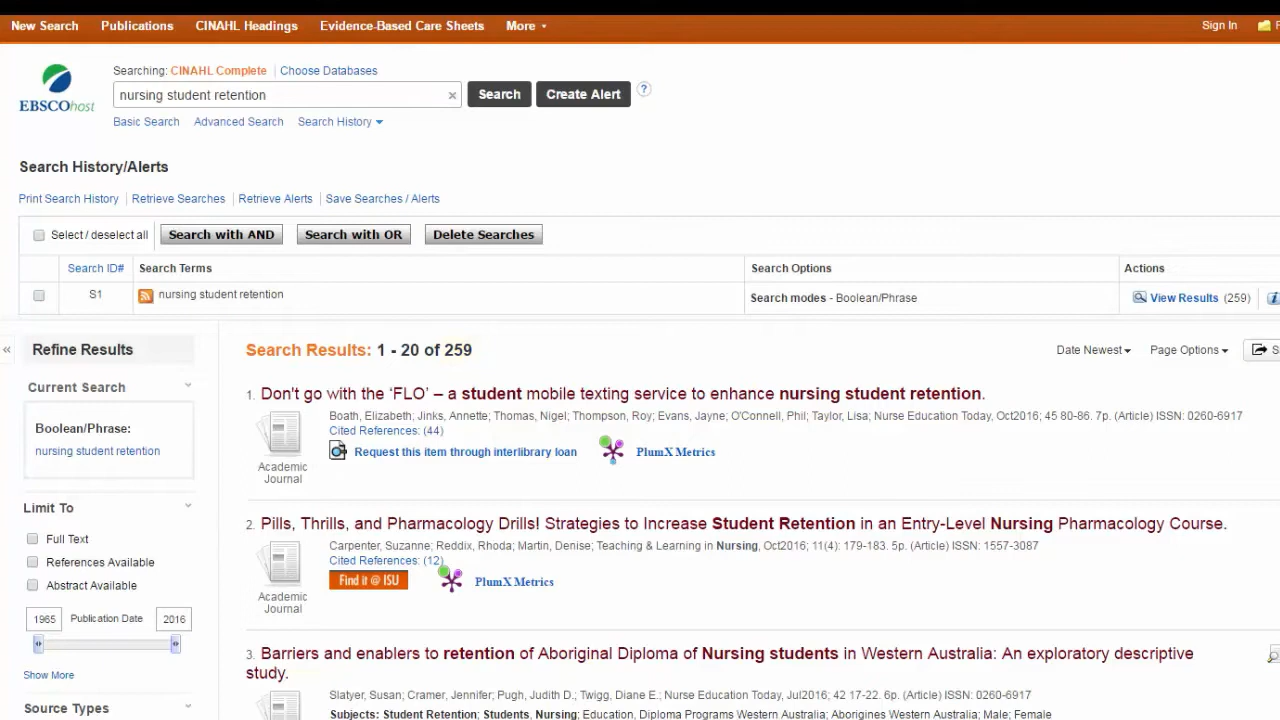 New Search Publications CINAHL Headings Evidence-Based Care Sheets More Sign In
Searching: CINAHL Complete Choose Databases
EBSCOhost
nursing student retention × Search Create Alert ?
Basic Search Advanced Search Search History
Search History/Alerts
Print Search History Retrieve Searches Retrieve Alerts Save Searches / Alerts
Select / deselect all Search with AND Search with OR Delete Searches
Search ID# Search Terms Search Options Actions
S1 nursing student retention Search modes - Boolean/Phrase View Results (259)
« Refine Results
Current Search
Boolean/Phrase:
nursing student retention
Limit To
Full Text
References Available
Abstract Available
1965 Publication Date 2016
Show More
Source Types
Search Results: 1 - 20 of 259 Date Newest Page Options
1. Don't go with the ‘FLO’ – a student mobile texting service to enhance nursing student retention.
Boath, Elizabeth; Jinks, Annette; Thomas, Nigel; Thompson, Roy; Evans, Jayne; O'Connell, Phil; Taylor, Lisa; Nurse Education Today, Oct2016; 45 80-86. 7p. (Article) ISSN: 0260-6917
Cited References: (44)
Request this item through interlibrary loan PlumX Metrics
Academic
Journal
2. Pills, Thrills, and Pharmacology Drills! Strategies to Increase Student Retention in an Entry-Level Nursing Pharmacology Course.
Carpenter, Suzanne; Reddix, Rhoda; Martin, Denise; Teaching & Learning in Nursing, Oct2016; 11(4): 179-183. 5p. (Article) ISSN: 1557-3087
Cited References: (12)
Find it @ ISU PlumX Metrics
Academic
Journal
3. Barriers and enablers to retention of Aboriginal Diploma of Nursing students in Western Australia: An exploratory descriptive
study.
Slatyer, Susan; Cramer, Jennifer; Pugh, Judith D.; Twigg, Diane E.; Nurse Education Today, Jul2016; 42 17-22. 6p. (Article) ISSN: 0260-6917
Subjects: Student Retention; Students, Nursing; Education, Diploma Programs Western Australia; Aborigines Western Australia; Male; Female